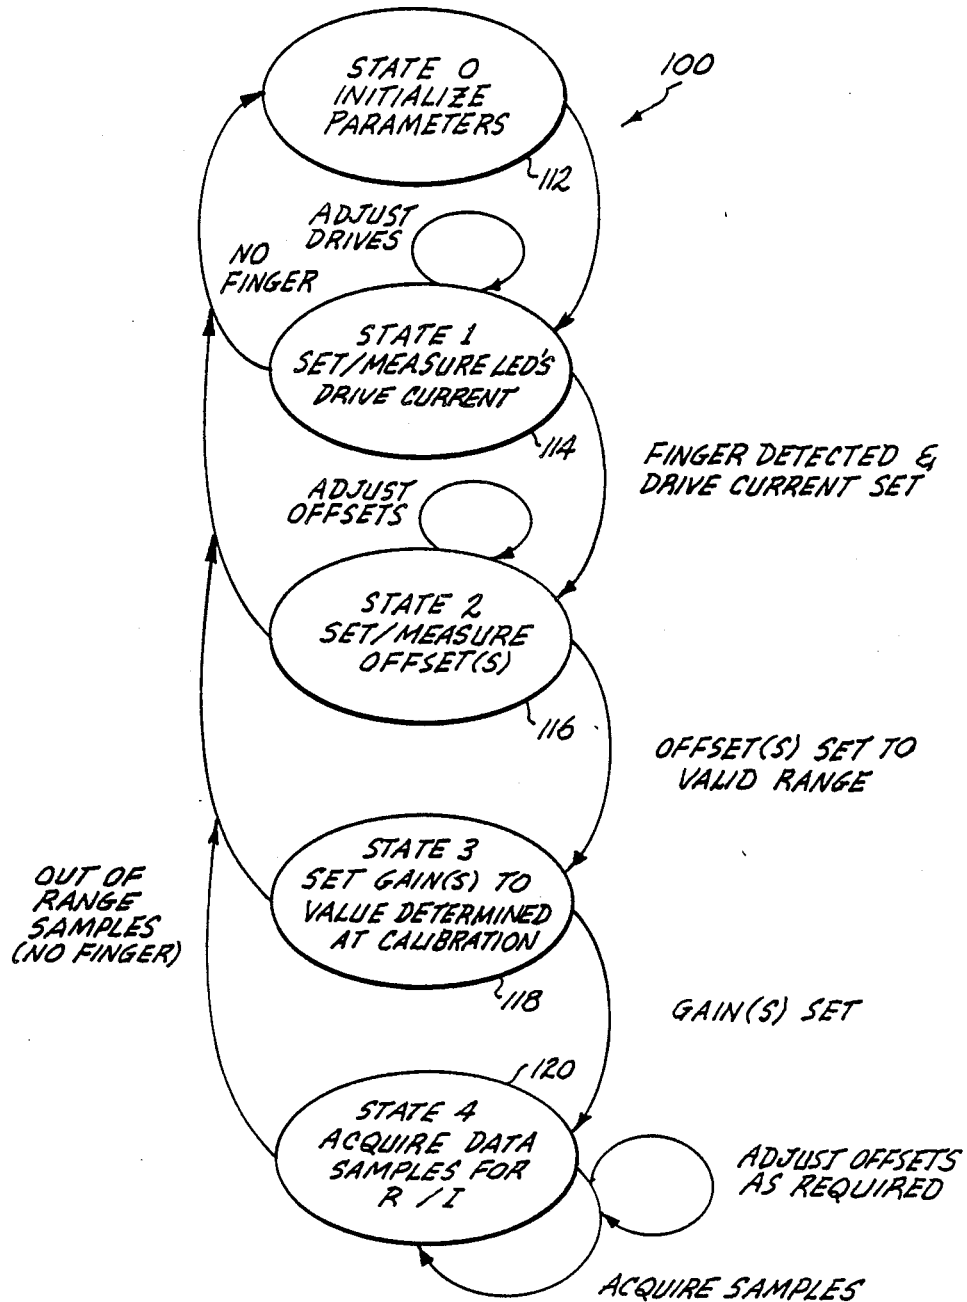 STATE 0
INITIALIZE
PARAMETERS
100
112
ADJUST
DRIVES
NO
FINGER
STATE 1
SET/MEASURE LED'S
DRIVE CURRENT
114
FINGER DETECTED &
DRIVE CURRENT SET
ADJUST
OFFSETS
STATE 2
SET/MEASURE
OFFSET(S)
116
OFFSET(S) SET TO
VALID RANGE
STATE 3
SET GAIN(S) TO
VALUE DETERMINED
AT CALIBRATION
118
OUT OF
RANGE
SAMPLES
(NO FINGER)
GAIN(S) SET
120
STATE 4
ACQUIRE DATA
SAMPLES FOR
R / I
ADJUST OFFSETS
AS REQUIRED
ACQUIRE SAMPLES